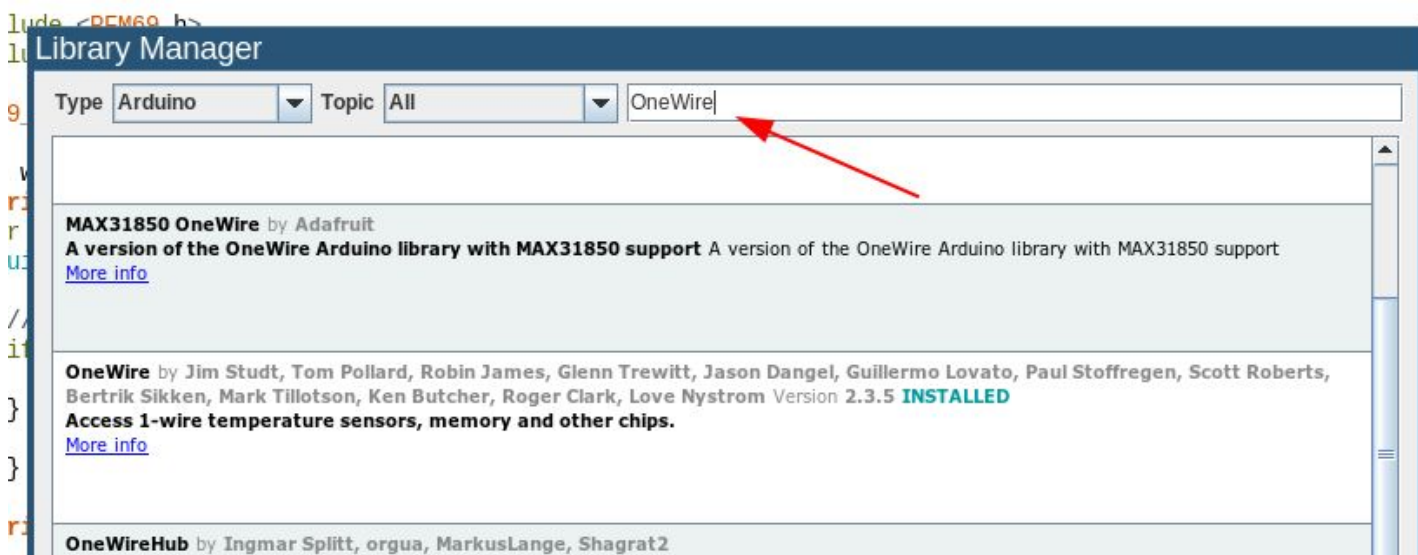 Library Manager
Type Arduino Topic All OneWire
MAX31850 OneWire by Adafruit
A version of the OneWire Arduino library with MAX31850 support A version of the OneWire Arduino library with MAX31850 support
More info
OneWire by Jim Studt, Tom Pollard, Robin James, Glenn Trewitt, Jason Dangel, Guillermo Lovato, Paul Stoffregen, Scott Roberts,
Bertrik Sikken, Mark Tillotson, Ken Butcher, Roger Clark, Love Nystrom Version 2.3.5 INSTALLED
Access 1-wire temperature sensors, memory and other chips.
More info
OneWireHub by Ingmar Splitt, orgua, MarkusLange, Shagrat2